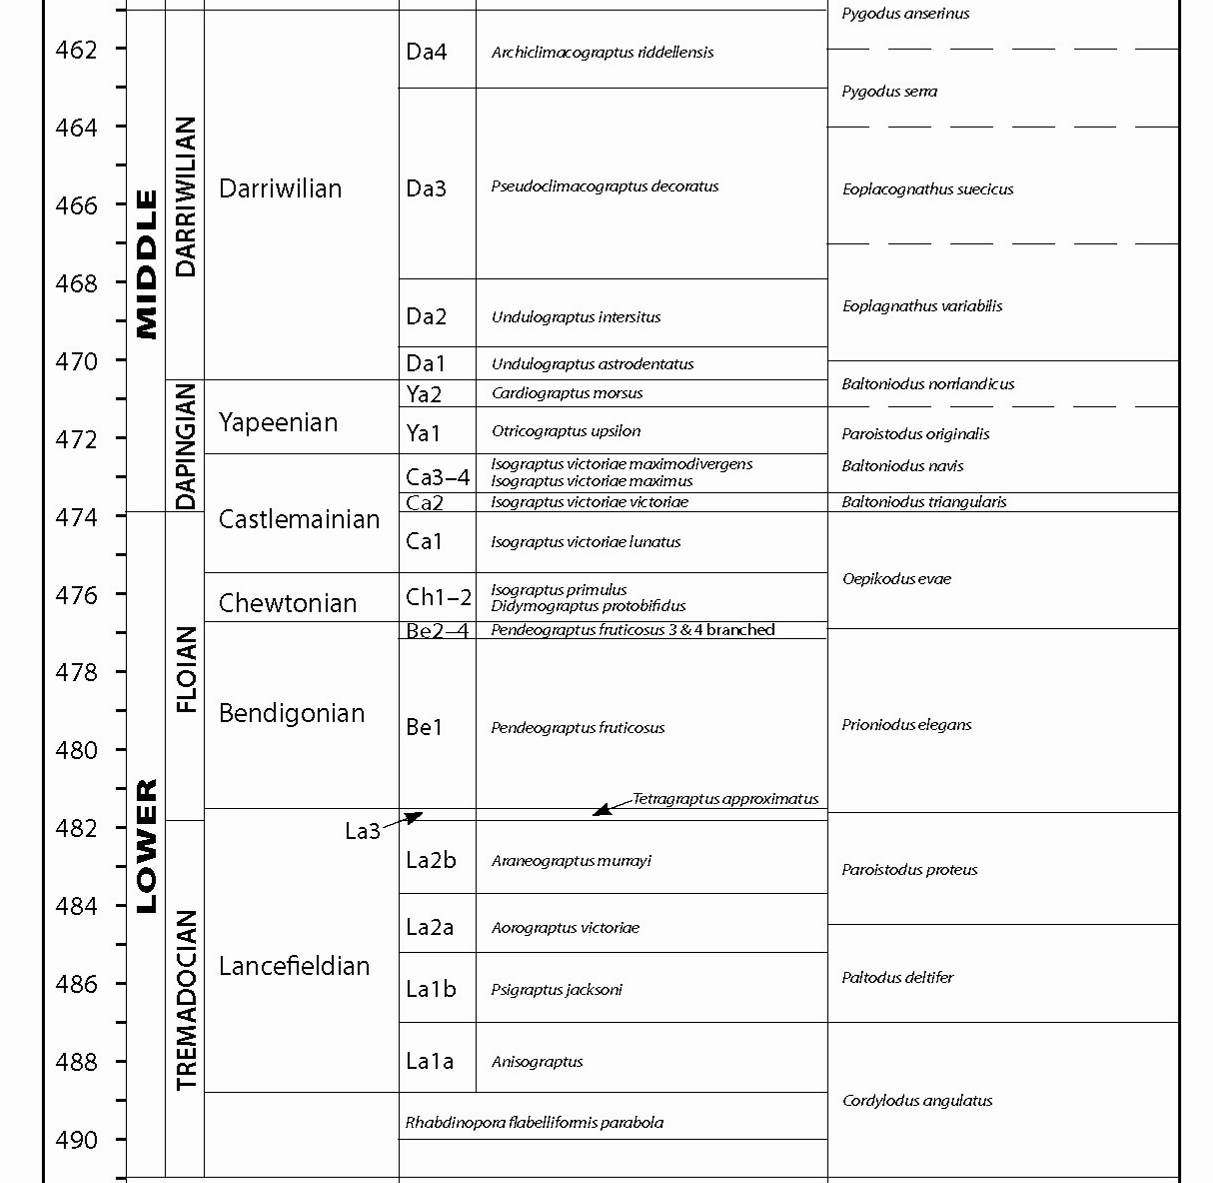 462
464
466
468
470
472
474
476
478
480
482
484
486
488
490
MIDDLE
LOWER
DARRIWILIAN
DAPINGIAN
FLOIAN
TREMADOCIAN
Darriwilian
Yapeenian
Castlemainian
Chewtonian
Bendigonian
Lancefieldian
Da4 Archiclimacograptus riddellensis
Da3 Pseudoclimacograptus decoratus
Da2 Undulograptus intersitus
Da1 Undulograptus astrodentatus
Ya2 Cardiograptus morsus
Ya1 Otricograptus upsilon
Ca3–4 Isograptus victoriae maximodivergens
Isograptus victoriae maximus
Ca2 Isograptus victoriae victoriae
Ca1 Isograptus victoriae lunatus
Ch1–2 Isograptus primulus
Didymograptus protobifidus
Be2–4 Pendeograptus fruticosus 3 & 4 branched
Be1 Pendeograptus fruticosus
La3 Tetragraptus approximatus
La2b Araneograptus murrayi
La2a Aorograptus victoriae
La1b Psigraptus jacksoni
La1a Anisograptus
Rhabdinopora flabelliformis parabola
Pygodus anserinus
Pygodus serra
Eoplacognathus suecicus
Eoplagnathus variabilis
Baltoniodus norrlandicus
Paroistodus originalis
Baltoniodus navis
Baltoniodus triangularis
Oepikodus evae
Prioniodus elegans
Paroistodus proteus
Paltodus deltifer
Cordylodus angulatus